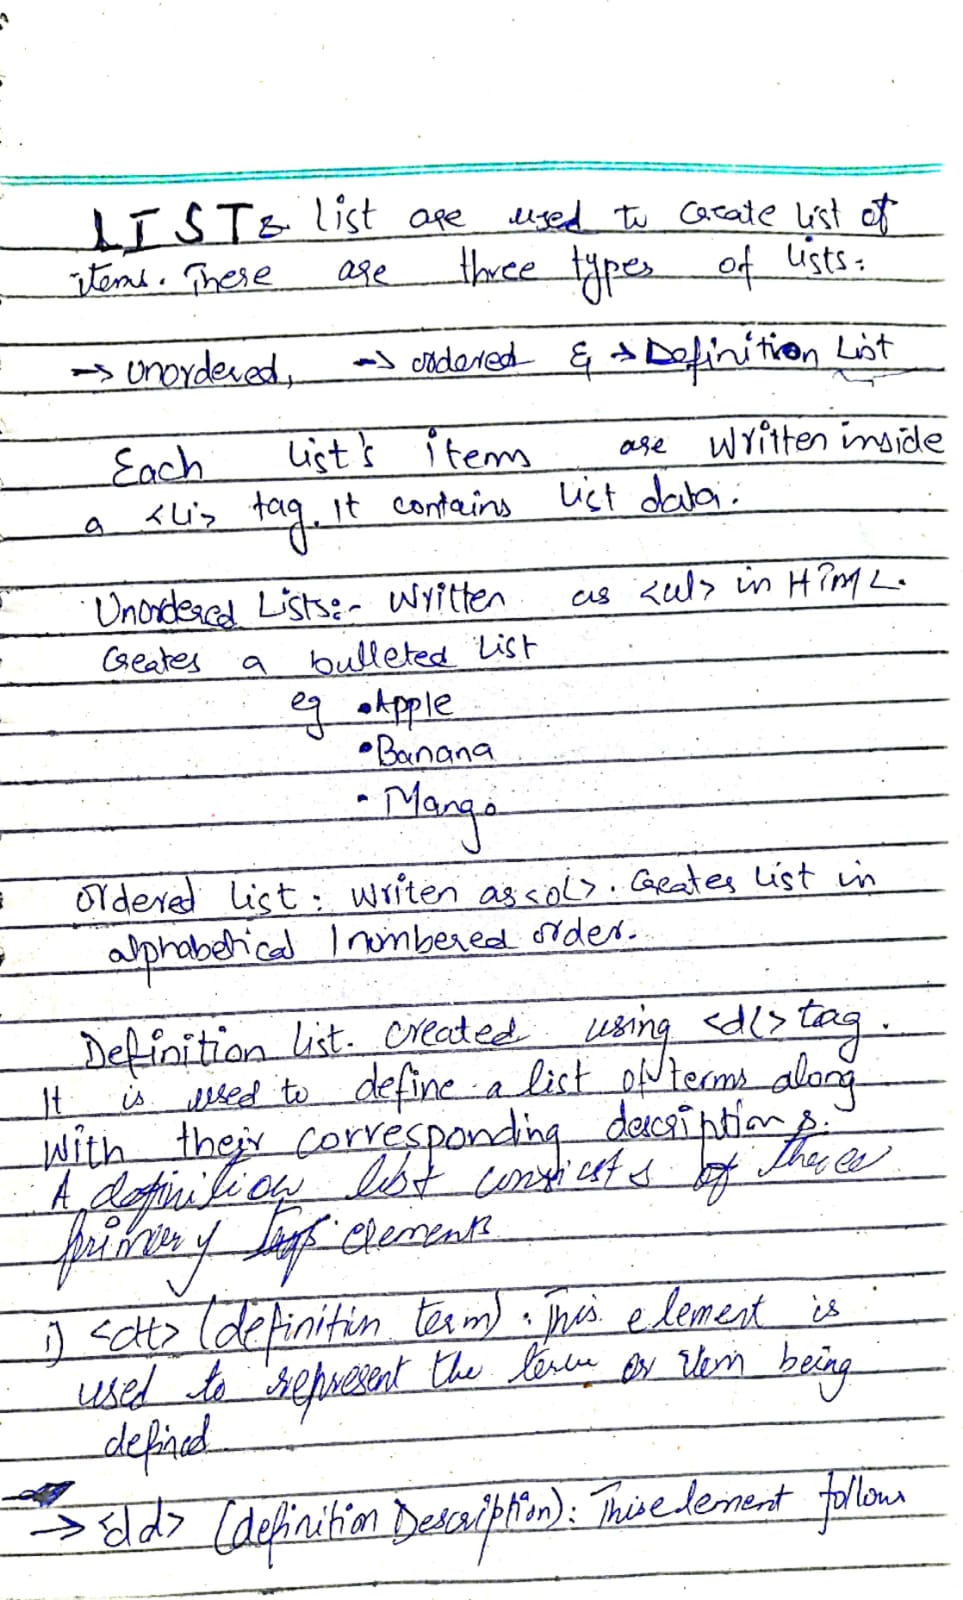 LISTs list are used to create list of
items. These are three types of lists:
→ unordered, → ordered & → Definition List
Each list's items are written inside
a <li> tag. It contains list data.
Unordered Lists:- Written as <ul> in HTML.
Creates a bulleted list
eg •Apple
•Banana
• Mango
Ordered list: Writen as <ol>. Creates list in
alphabetical / numbered order.
Definition list. Created using <dl> tag.
It is used to define a list of terms along
with their corresponding descriptions.
A definition list consists of three
primary tags elements
i) <dt> (definitin term). This element is
used to represent the term or item being
defined
→ <dd> (definition Description): This element follows